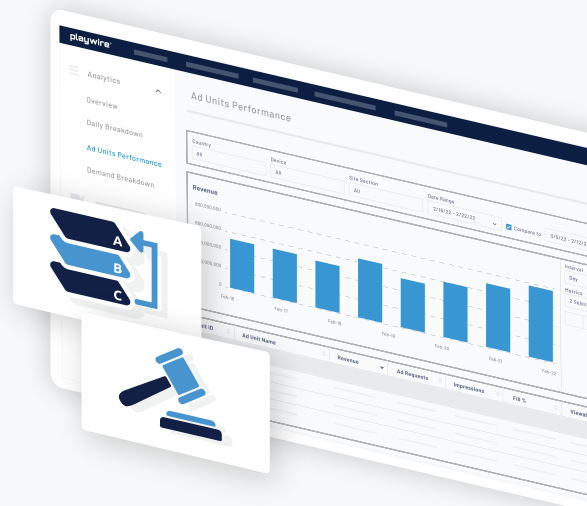 playwire
Analytics
Overview
Daily Breakdown
Ad Units Performance
Demand Breakdown
Ad Units Performance
Country
All
Device
All
Site Section
All
Date Range
2/16/22 - 2/22/22
Compare to
Interval
Day
Metrics
Revenue
0
Feb-16
Feb-17
Feb-18
Feb-19
Feb-20
Feb-21
Feb-22
ID
Ad Unit Name
Revenue
Ad Requests
Impressions
Fill %
A
B
C